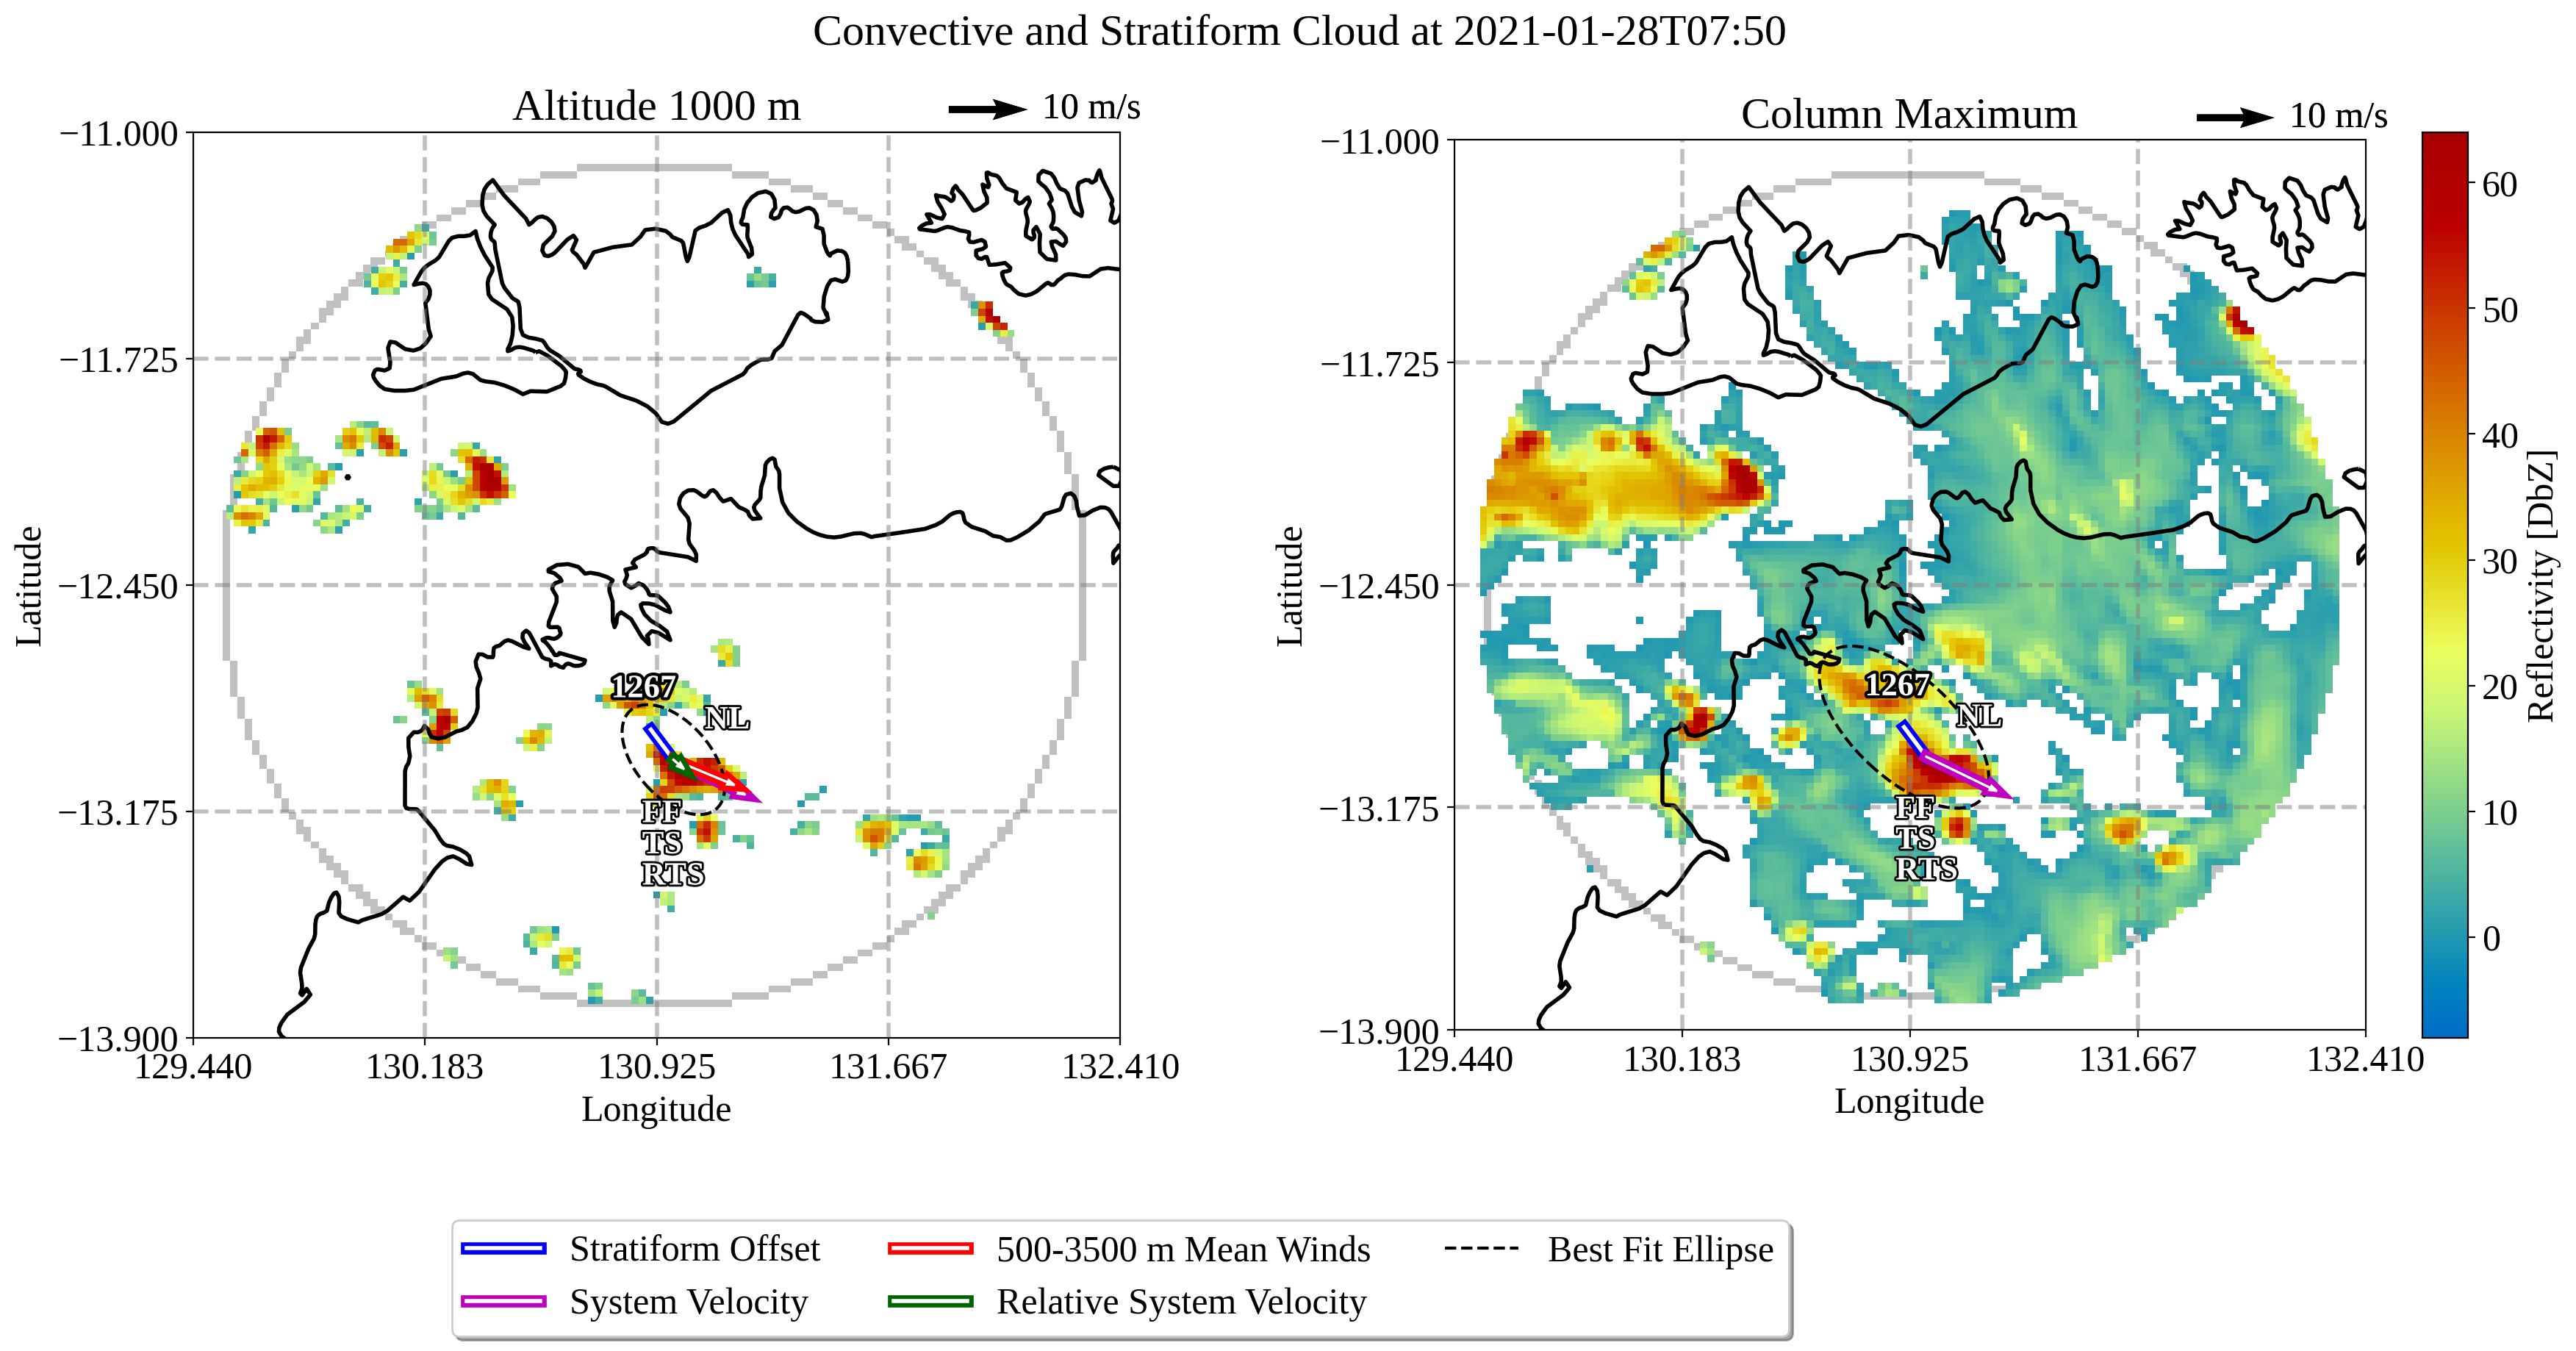 Convective and Stratiform Cloud at 2021-01-28T07:50
Altitude 1000 m
10 m/s
−11.000
−11.725
−12.450
−13.175
−13.900
129.440
130.183
130.925
131.667
132.410
Latitude
Longitude
1267
NL
FF
TS
RTS
Column Maximum
10 m/s
−11.000
−11.725
−12.450
−13.175
−13.900
129.440
130.183
130.925
131.667
132.410
Latitude
Longitude
1267
NL
FF
TS
RTS
60
50
40
30
20
10
0
Reflectivity [DbZ]
Stratiform Offset
System Velocity
500-3500 m Mean Winds
Relative System Velocity
Best Fit Ellipse